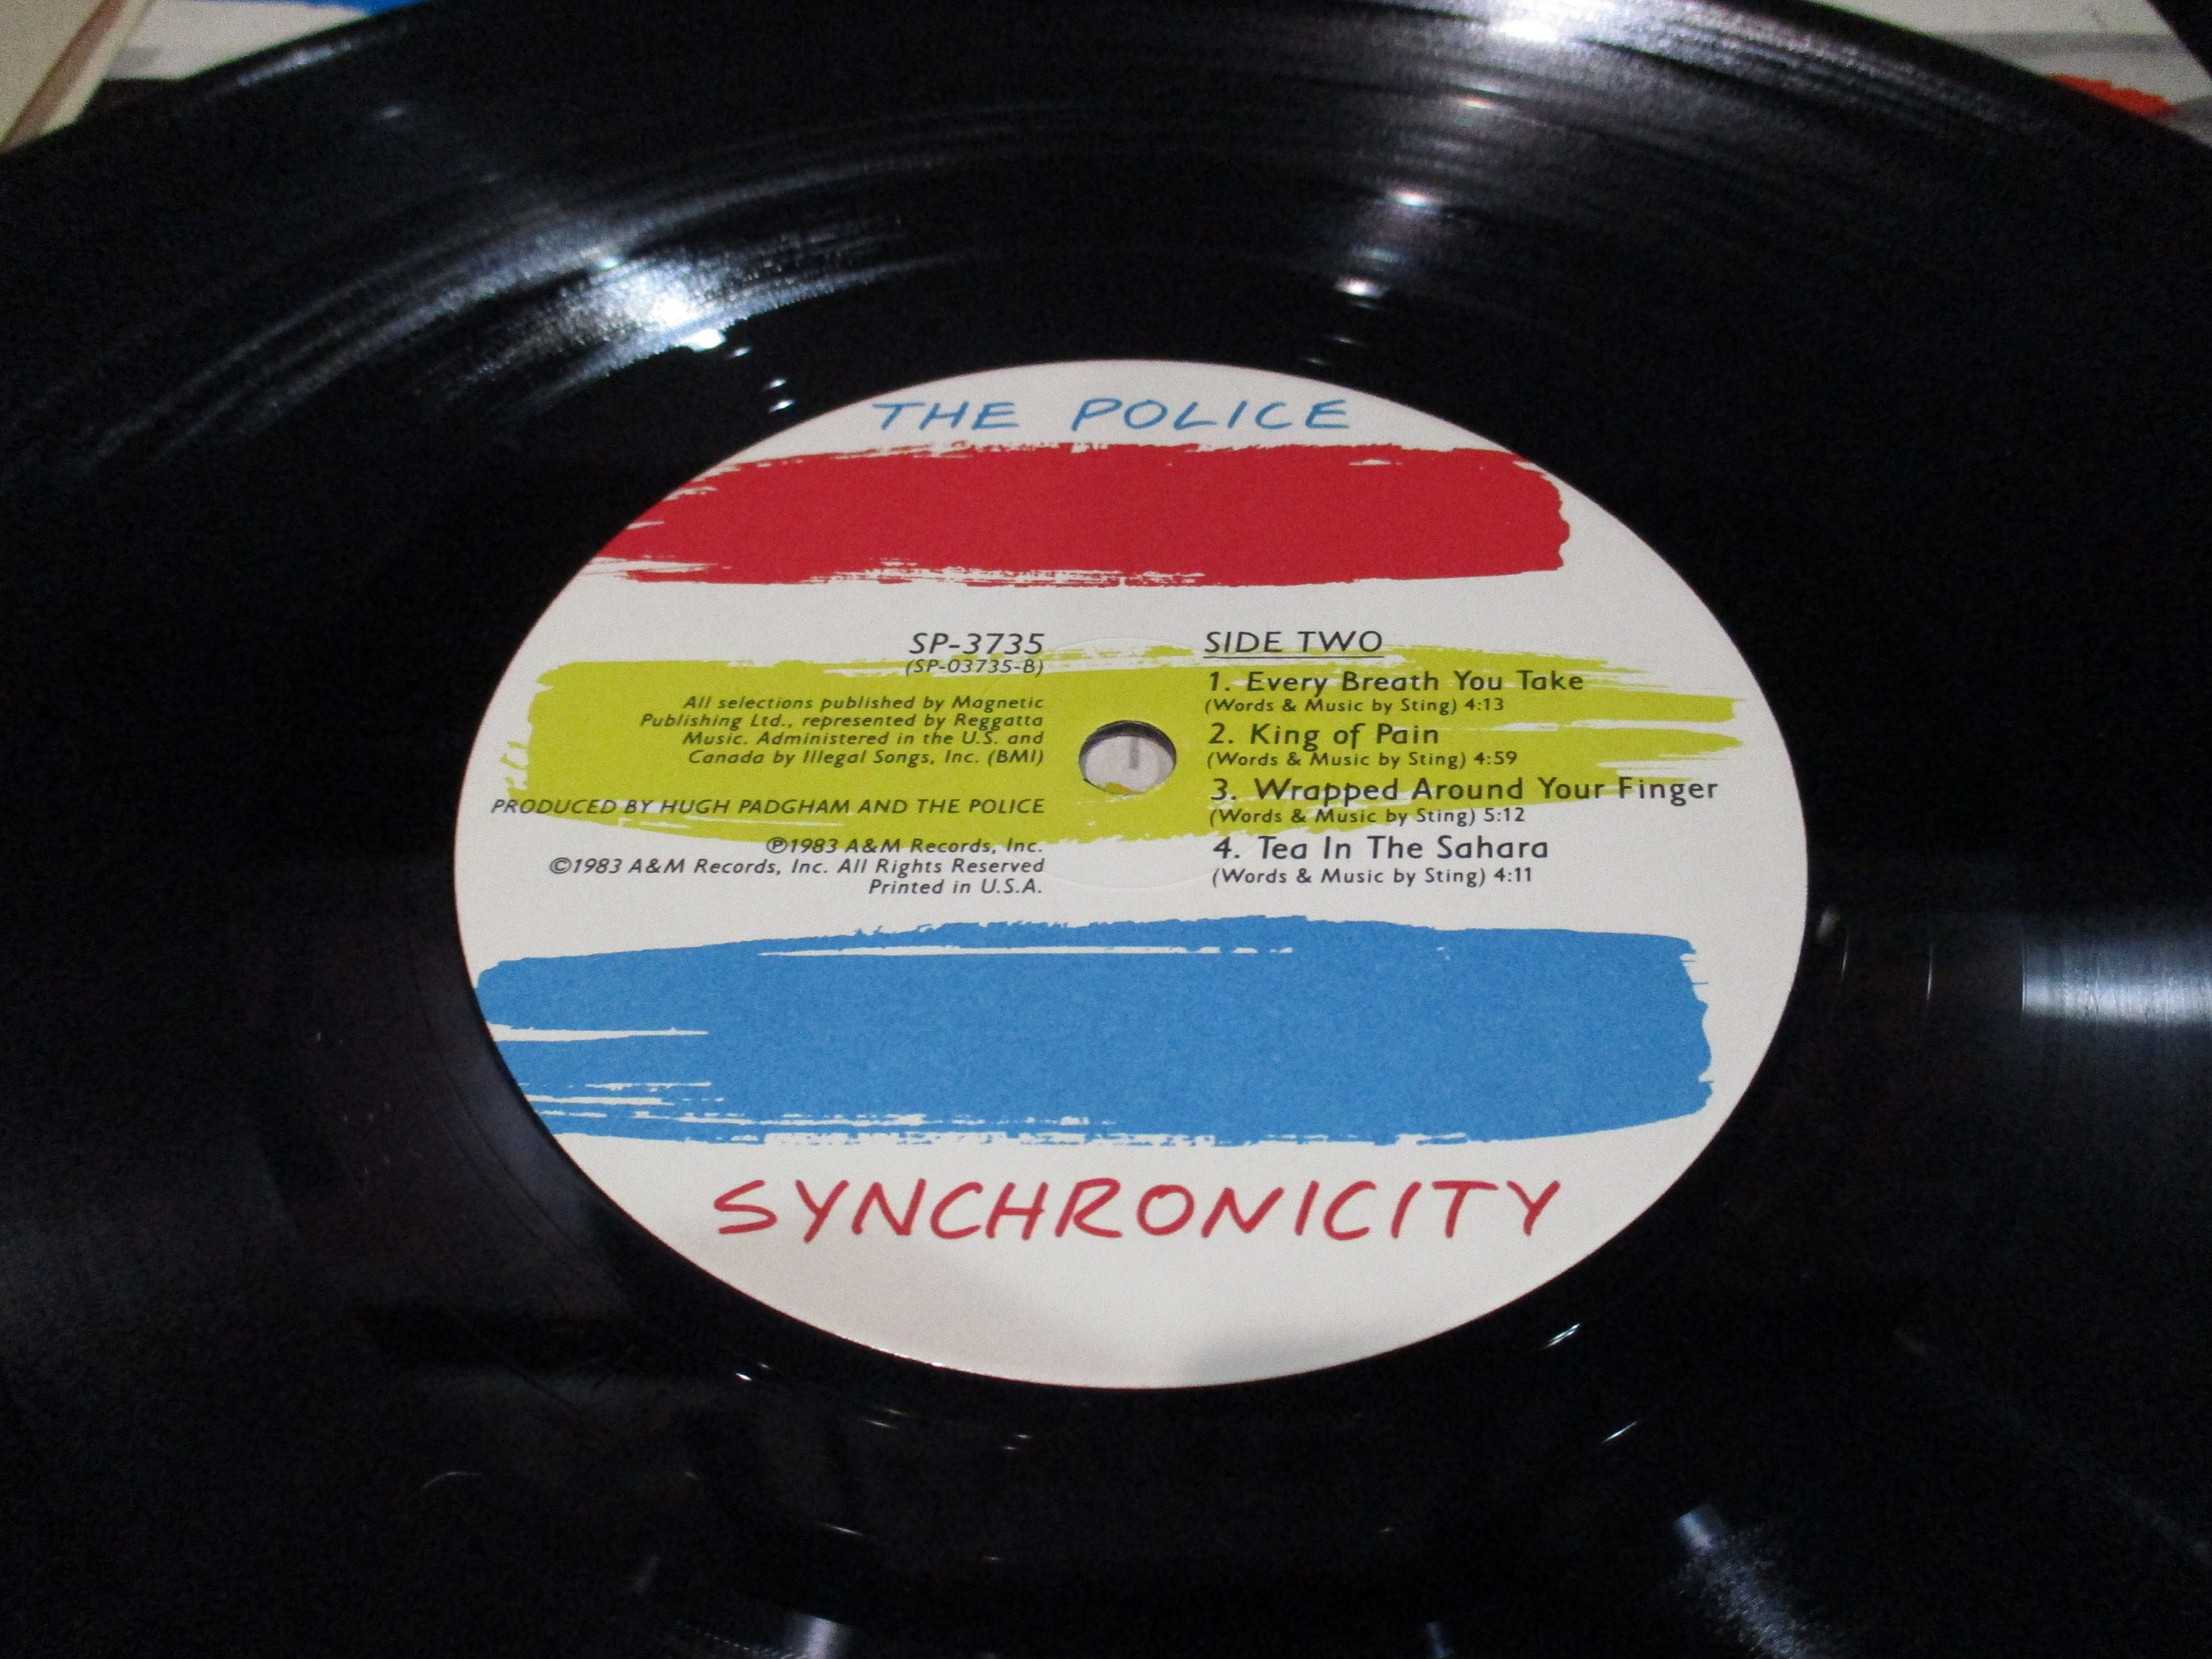 THE POLICE
SP-3735
(SP-03735-B)
All selections published by Magnetic
Publishing Ltd., represented by Reggatta
Music. Administered in the U.S. and
Canada by Illegal Songs, Inc. (BMI)
PRODUCED BY HUGH PADGHAM AND THE POLICE
℗1983 A&M Records, Inc.
©1983 A&M Records, Inc. All Rights Reserved
Printed in U.S.A.
SIDE TWO
1. Every Breath You Take
(Words & Music by Sting) 4:13
2. King of Pain
(Words & Music by Sting) 4:59
3. Wrapped Around Your Finger
(Words & Music by Sting) 5:12
4. Tea In The Sahara
(Words & Music by Sting) 4:11
SYNCHRONICITY